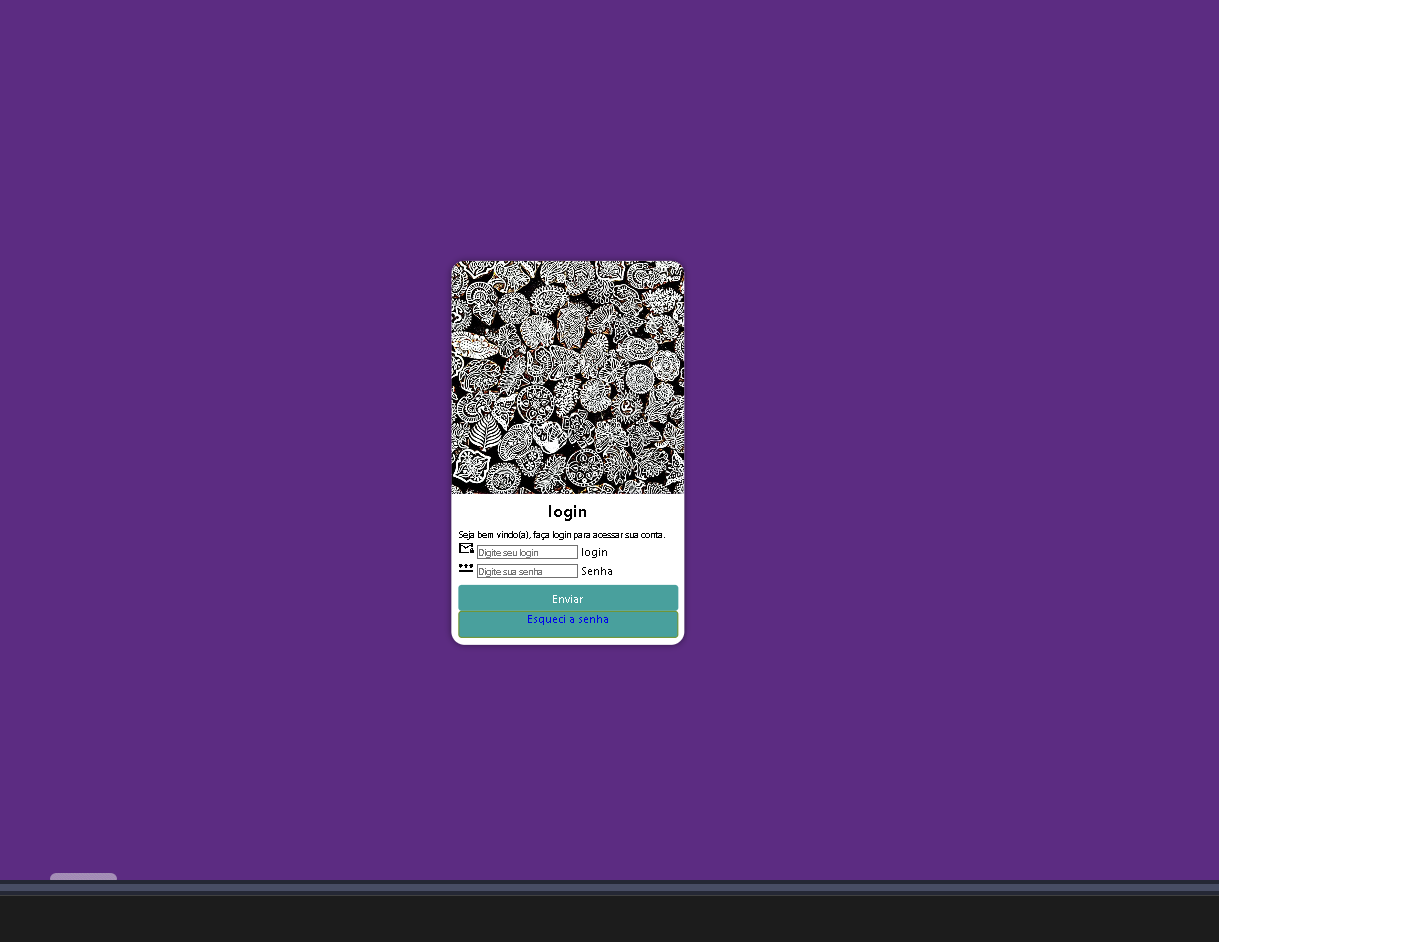 login
Seja bem vindo(a), faça login para acessar sua conta.
Digite seu login login
Digite sua senha Senha
Enviar
Esqueci a senha